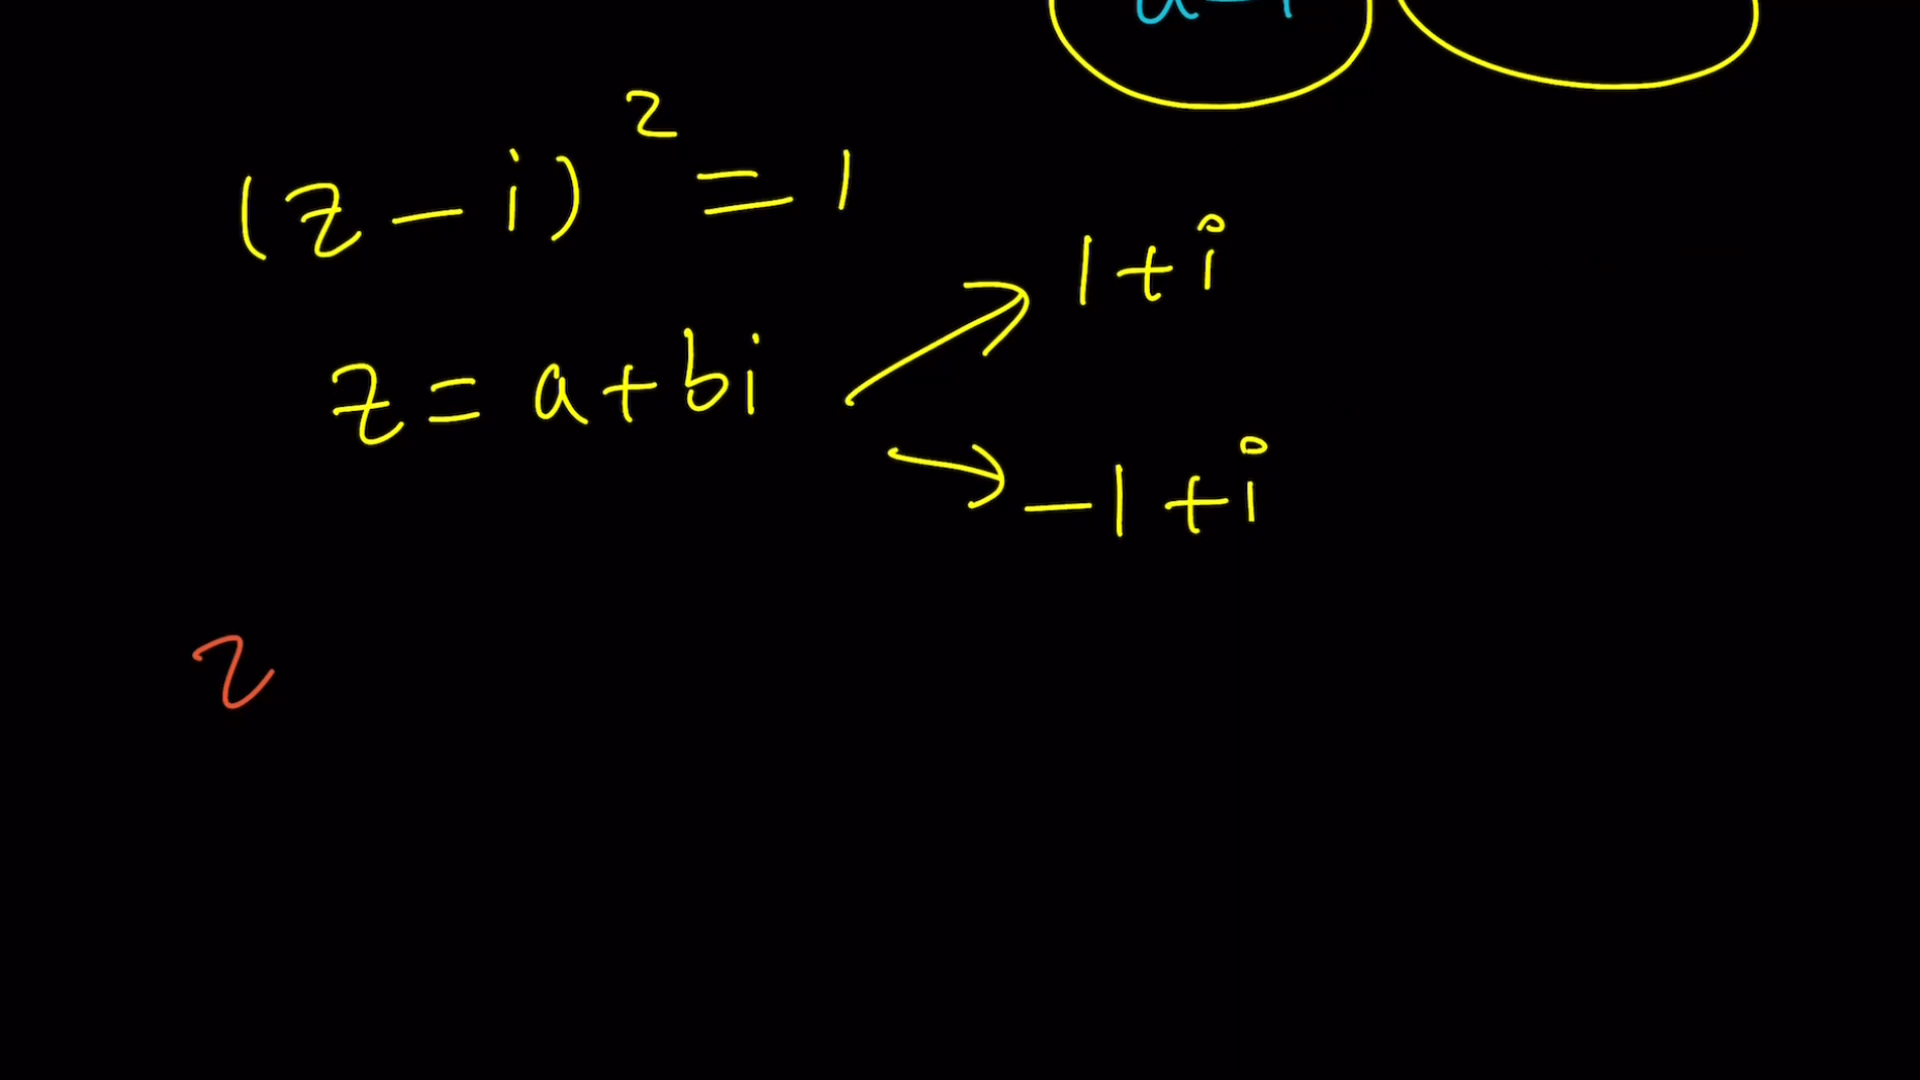 (z - i)² = 1
1 + i
z = a + bi
-1 + i
z